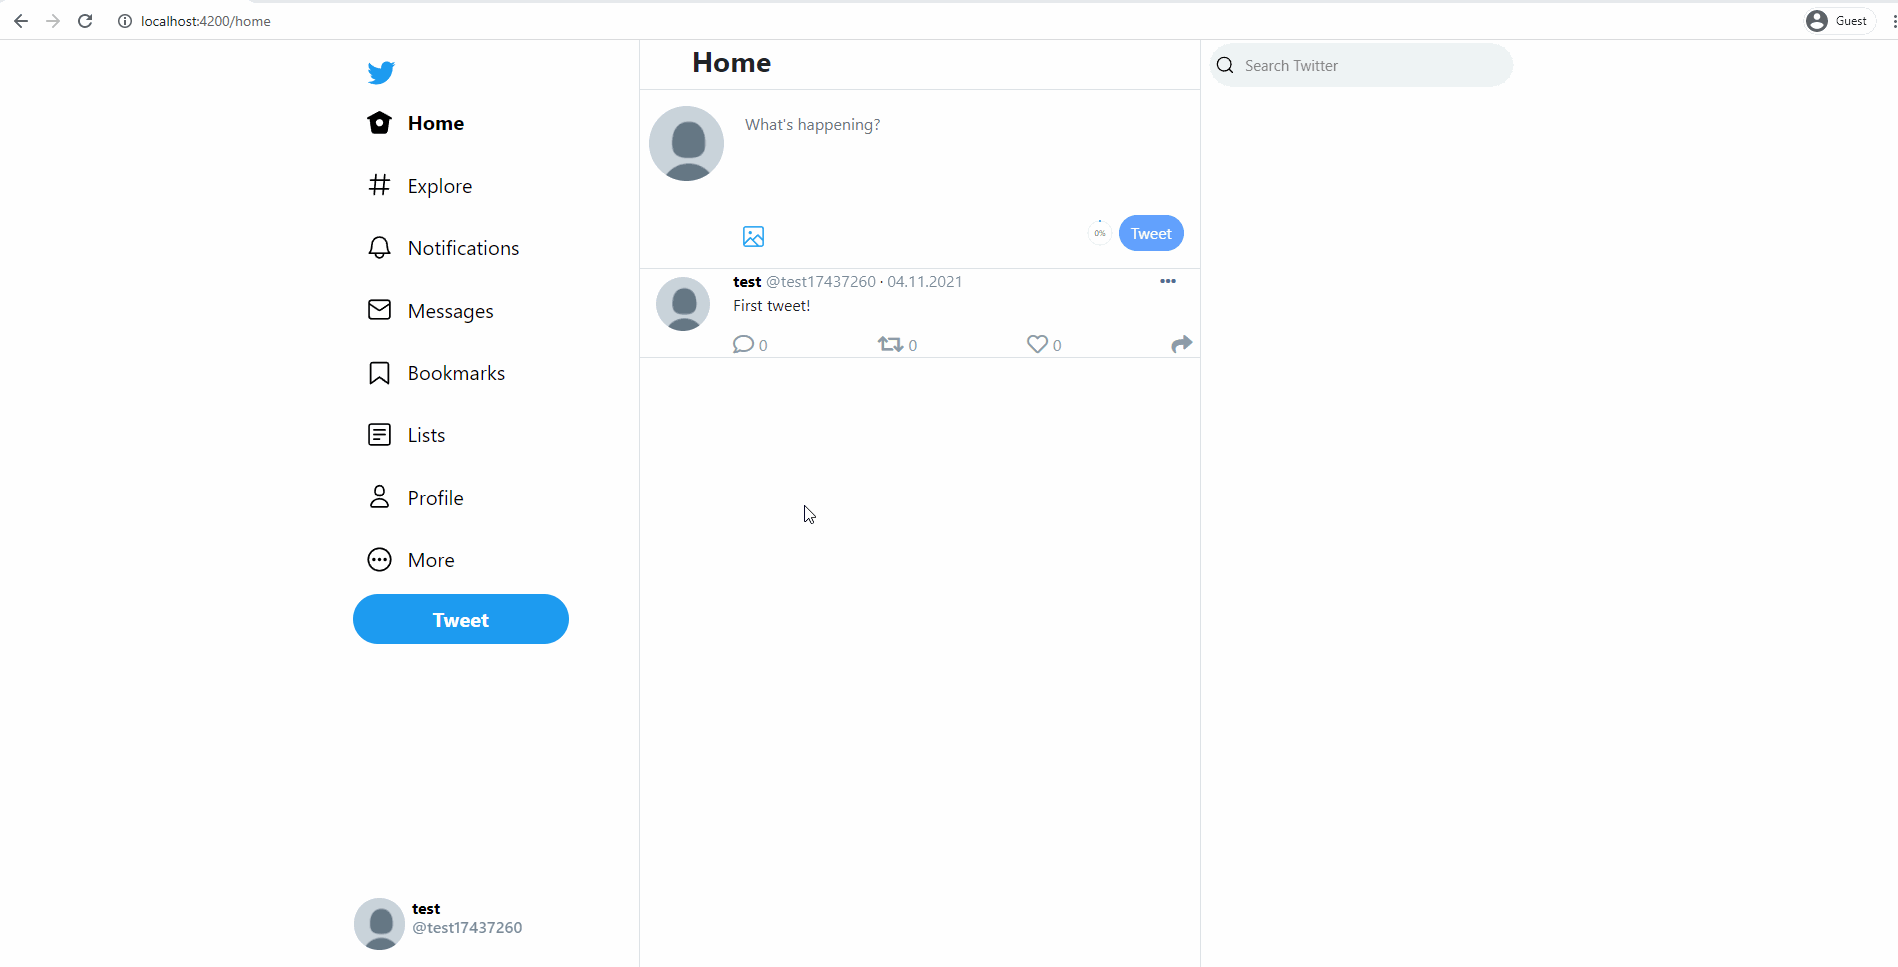 localhost:4200/home
Guest
Home
Explore
Notifications
Messages
Bookmarks
Lists
Profile
More
Tweet
test
@test17437260
Home
What's happening?
0%
Tweet
test @test17437260 · 04.11.2021
First tweet!
0 0 0
Search Twitter